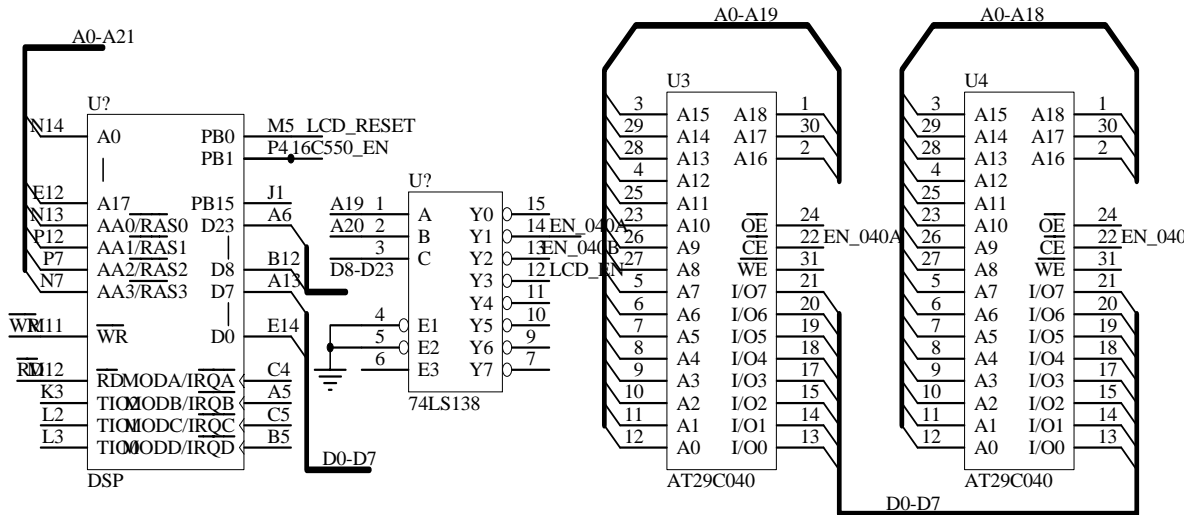 A0-A21
U?
N14 A0 PB0 M5 LCD_RESET
PB1 P4 16C550_EN
E12 A17 PB15 J1
N13 AA0/RAS0 D23 A6
P12 AA1/RAS1
P7 AA2/RAS2 D8 B12
N7 AA3/RAS3 D7 A13
WR M11 WR D0 E14
RD M12 RD MODA/IRQA C4
K3 TIO2 MODB/IRQB A5
L2 TIO1 MODC/IRQC C5
L3 TIO0 MODD/IRQD B5
DSP
D0-D7
D8-D23
U?
A19 1 A Y0 15
A20 2 B Y1 14 EN_040A
3 C Y2 13 EN_040B
Y3 12 LCD_EN
Y4 11
4 E1 Y5 10
5 E2 Y6 9
6 E3 Y7 7
74LS138
A0-A19
U3
3 A15 A18 1
29 A14 A17 30
28 A13 A16 2
4 A12
25 A11
23 A10 OE 24
26 A9 CE 22 EN_040A
27 A8 WE 31
5 A7 I/O7 21
6 A6 I/O6 20
7 A5 I/O5 19
8 A4 I/O4 18
9 A3 I/O3 17
10 A2 I/O2 15
11 A1 I/O1 14
12 A0 I/O0 13
AT29C040
A0-A18
U4
3 A15 A18 1
29 A14 A17 30
28 A13 A16 2
4 A12
25 A11
23 A10 OE 24
26 A9 CE 22 EN_040
27 A8 WE 31
5 A7 I/O7 21
6 A6 I/O6 20
7 A5 I/O5 19
8 A4 I/O4 18
9 A3 I/O3 17
10 A2 I/O2 15
11 A1 I/O1 14
12 A0 I/O0 13
AT29C040
D0-D7